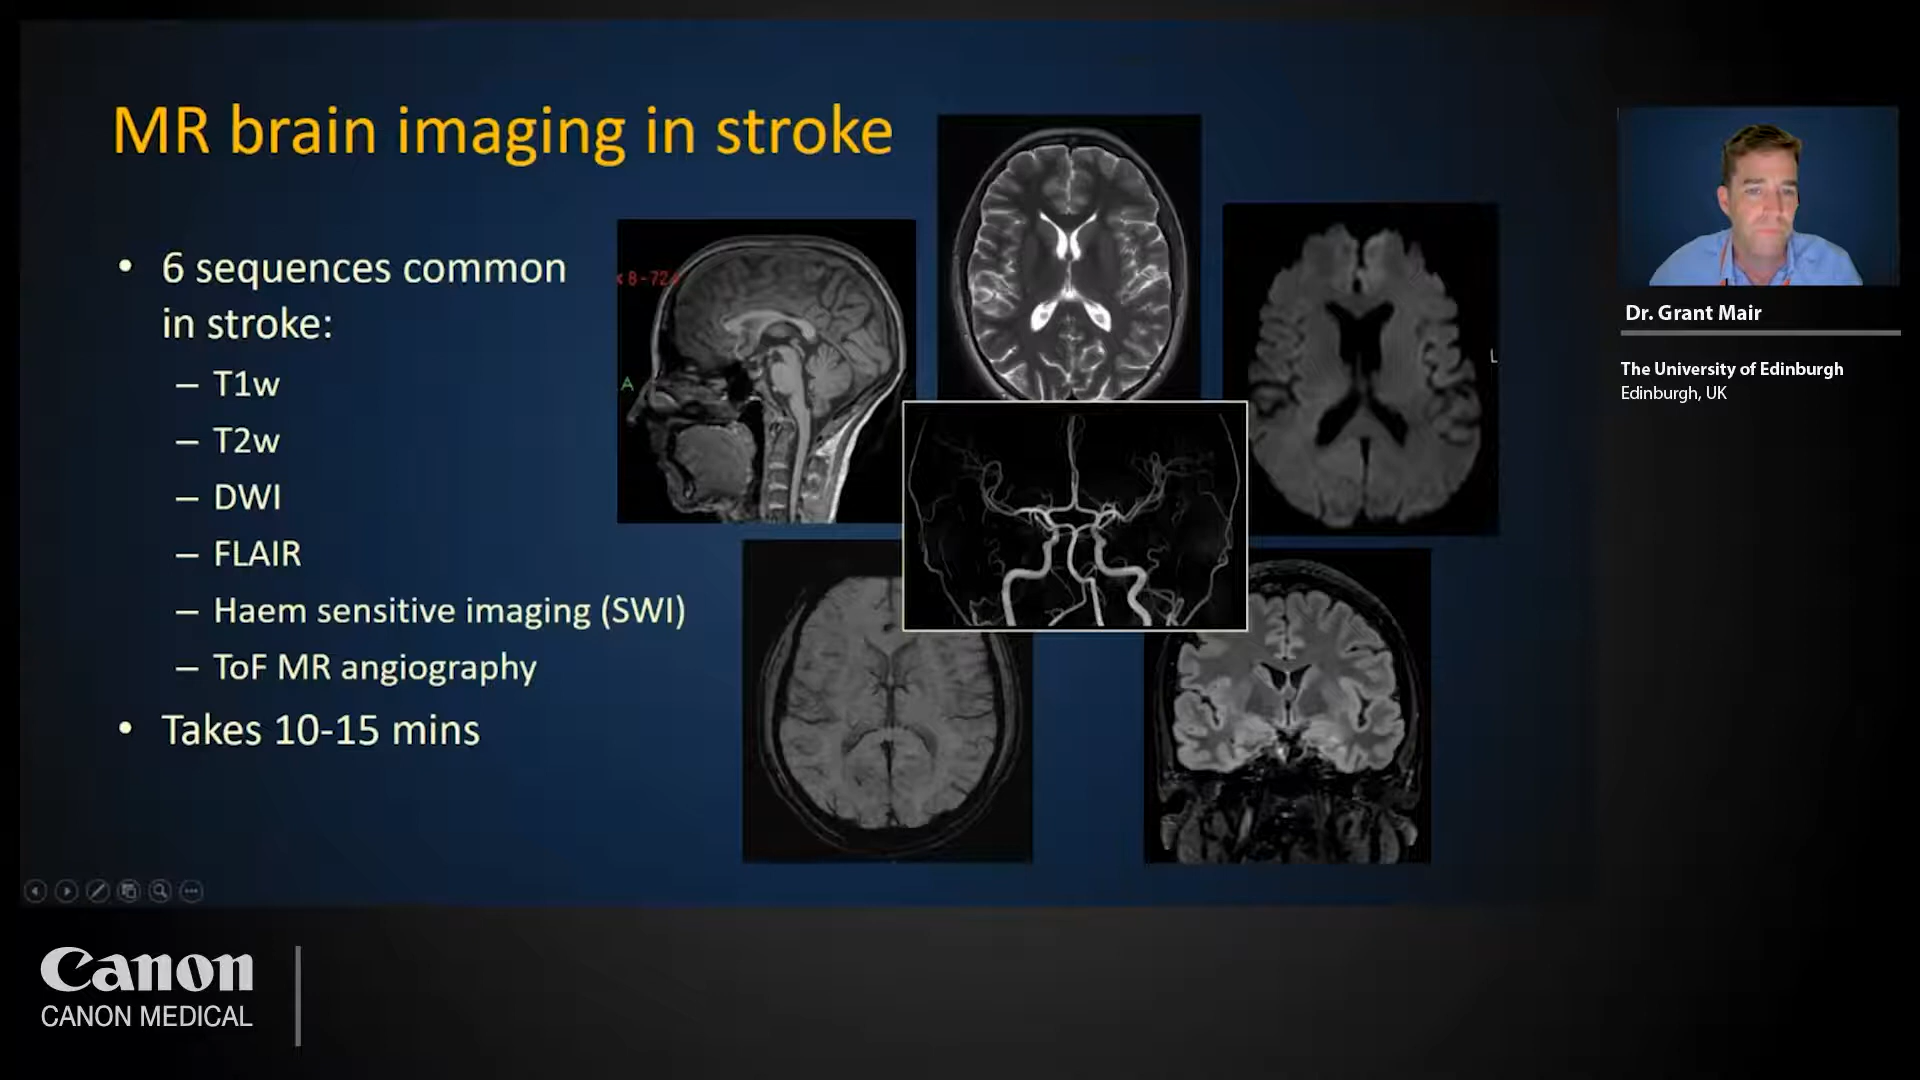 MR brain imaging in stroke
• 6 sequences common
in stroke:
– T1w
– T2w
– DWI
– FLAIR
– Haem sensitive imaging (SWI)
– ToF MR angiography
• Takes 10-15 mins
A
L
Dr. Grant Mair
The University of Edinburgh
Edinburgh, UK
Canon
CANON MEDICAL